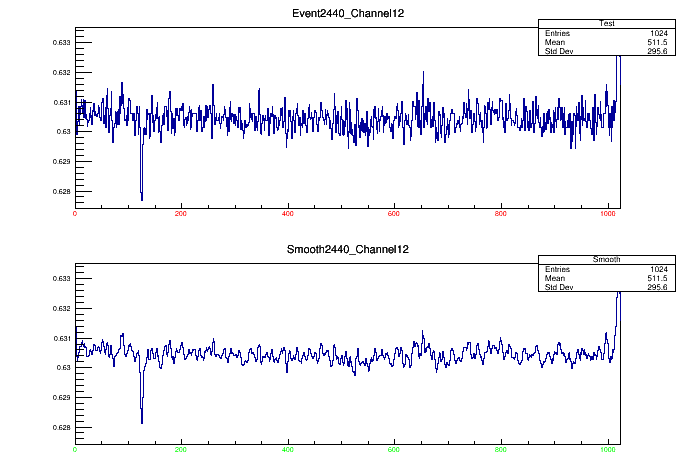 Event2440_Channel12
Test
Entries 1024
Mean 511.5
Std Dev 295.6
0.633
0.632
0.631
0.63
0.629
0.628
0 200 400 600 800 1000
Smooth2440_Channel12
Smooth
Entries 1024
Mean 511.5
Std Dev 295.6
0.633
0.632
0.631
0.63
0.629
0.628
0 200 400 600 800 1000